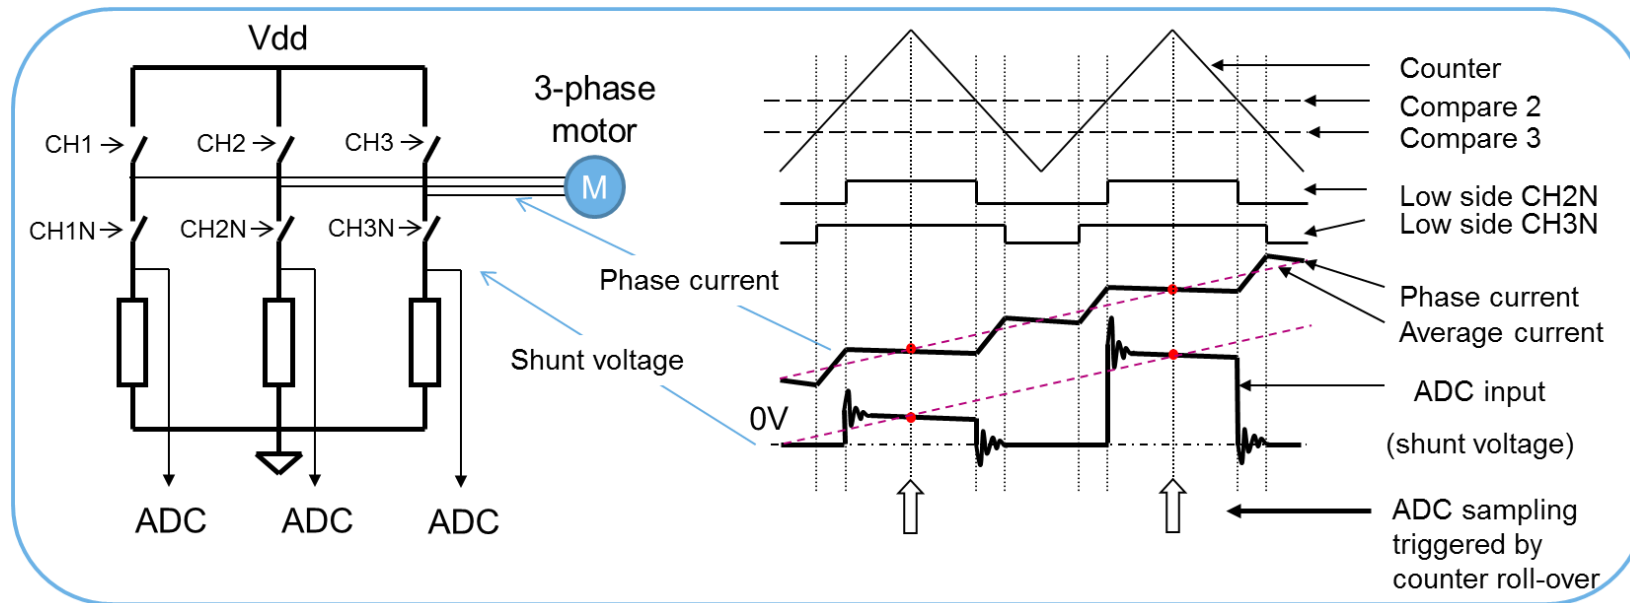 Vdd
3-phase
motor
CH1
CH2
CH3
M
CH1N
CH2N
CH3N
Phase current
Shunt voltage
ADC
ADC
ADC
Counter
Compare 2
Compare 3
Low side CH2N
Low side CH3N
Phase current
Average current
0V
ADC input
(shunt voltage)
ADC sampling
triggered by
counter roll-over